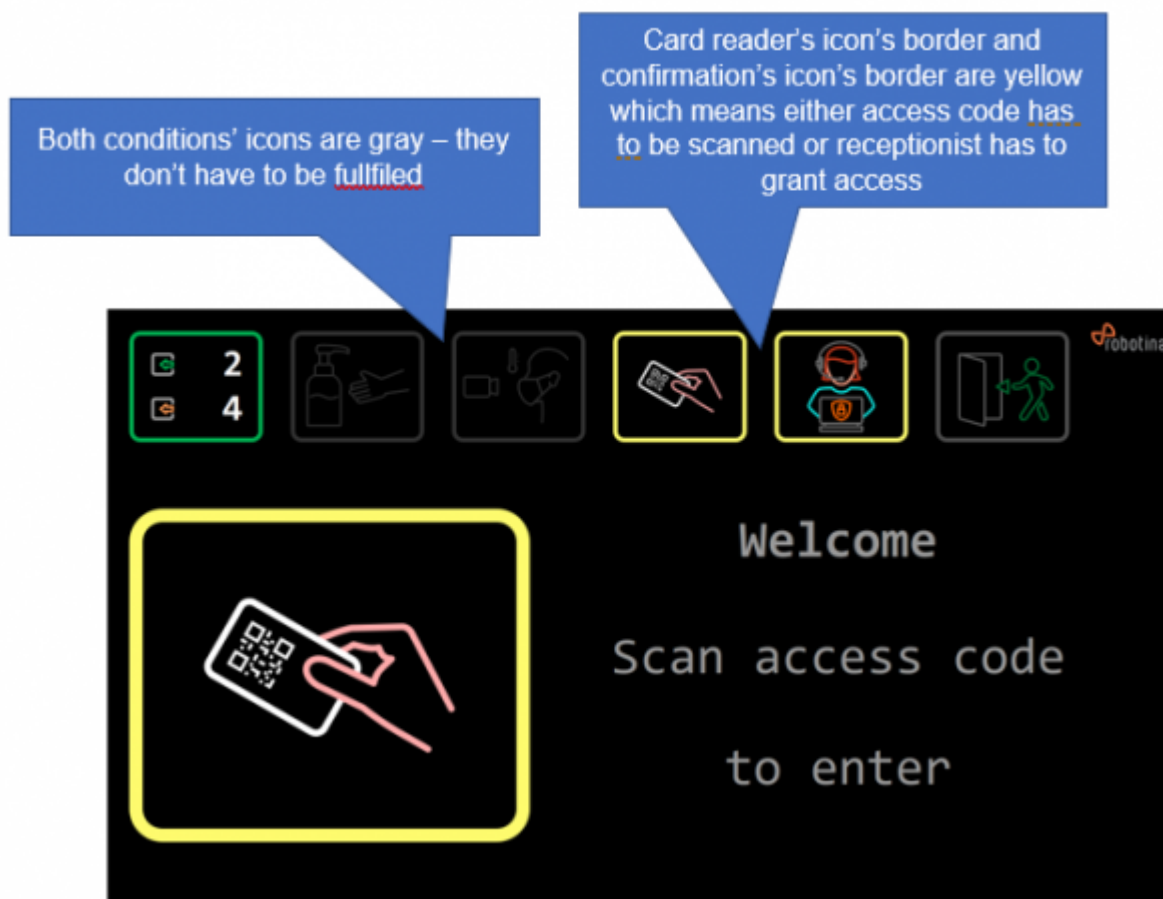 Both conditions’ icons are gray – they
don’t have to be fullfiled
Card reader’s icon’s border and
confirmation’s icon’s border are yellow
which means either access code has
to be scanned or receptionist has to
grant access
2
4
robotina
Welcome
Scan access code
to enter